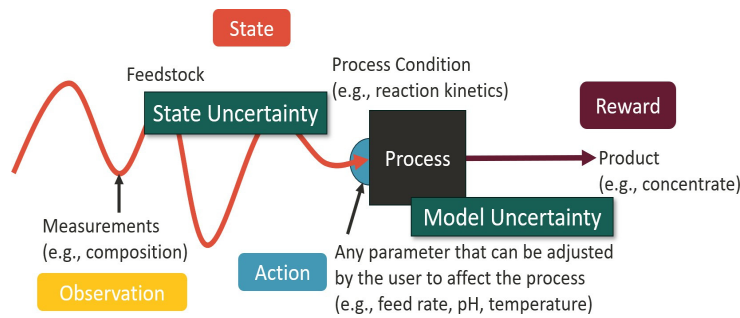 State
Process Condition
(e.g., reaction kinetics)
Feedstock
State Uncertainty
Reward
Process
Product
(e.g., concentrate)
Model Uncertainty
Measurements
(e.g., composition)
Observation
Action
Any parameter that can be adjusted
by the user to affect the process
(e.g., feed rate, pH, temperature)